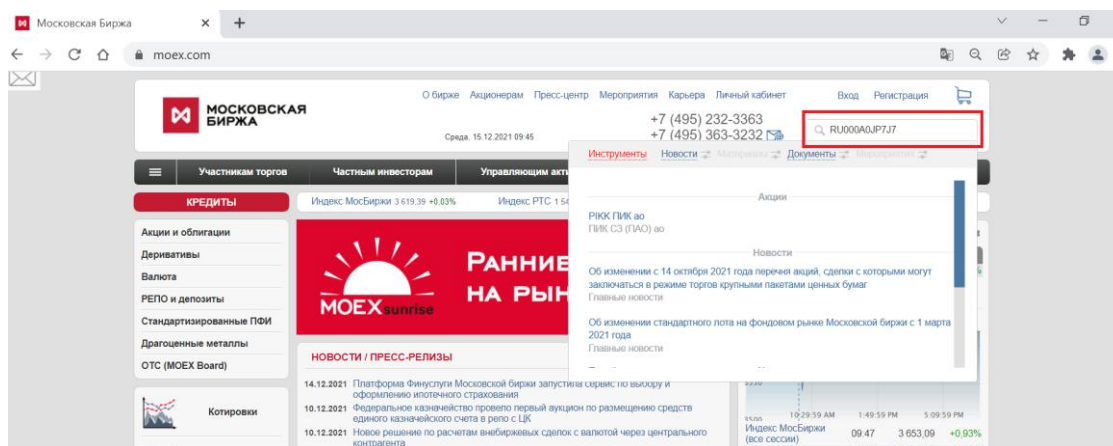 Московская Биржа
moex.com
О бирже Акционерам Пресс-центр Мероприятия Карьера Личный кабинет Вход Регистрация
МОСКОВСКАЯ
БИРЖА
Среда, 15.12.2021 09:45
+7 (495) 232-3363
+7 (495) 363-3232
RU000A0JP7J7
Инструменты Новости Материалы Документы Мероприятия
Участникам торгов Частным инвесторам Управляющим акти
КРЕДИТЫ
Индекс МосБиржи 3 619,39 +0,03% Индекс РТС 1 54
Акции
PIKK ПИК ао
ПИК СЗ (ПАО) ао
Новости
Об изменении с 14 октября 2021 года перечня акций, сделки с которыми могут
заключаться в режиме торгов крупными пакетами ценных бумаг
Главные новости
Об изменении стандартного лота на фондовом рынке Московской биржи с 1 марта
2021 года
Главные новости
Акции и облигации
Деривативы
Валюта
РЕПО и депозиты
Стандартизированные ПФИ
Драгоценные металлы
OTC (MOEX Board)
Котировки
MOEXsunrise
РАННИЕ
НА РЫН
НОВОСТИ / ПРЕСС-РЕЛИЗЫ
14.12.2021 Платформа Финуслуги Московской биржи запустила сервис по выбору и
оформлению ипотечного страхования
10.12.2021 Федеральное казначейство провело первый аукцион по размещению средств
единого казначейского счета в репо с ЦК
10.12.2021 Новое решение по расчетам внебиржевых сделок с валютой через центрального
контрагента
10:29:59 AM 1:49:59 PM 5:09:59 PM
Индекс МосБиржи
(все сессии)
09:47 3 653,09 +0,93%